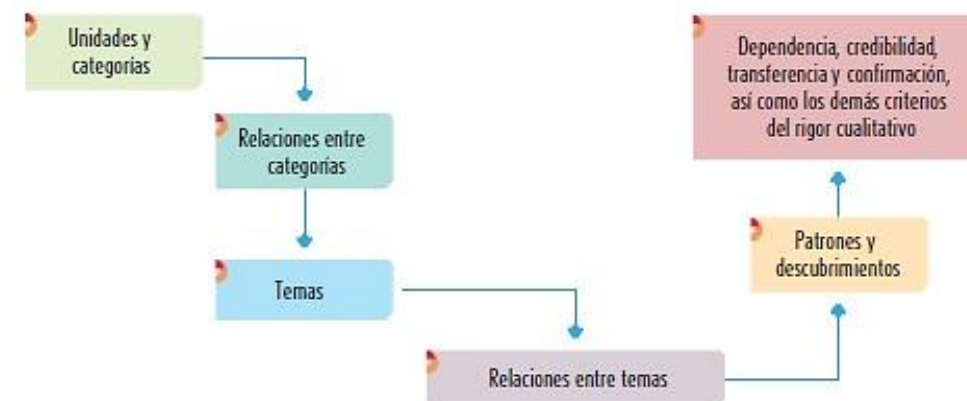 Unidades y
categorías
Relaciones entre
categorías
Temas
Relaciones entre temas
Patrones y
descubrimientos
Dependencia, credibilidad,
transferencia y confirmación,
así como los demás criterios
del rigor cualitativo